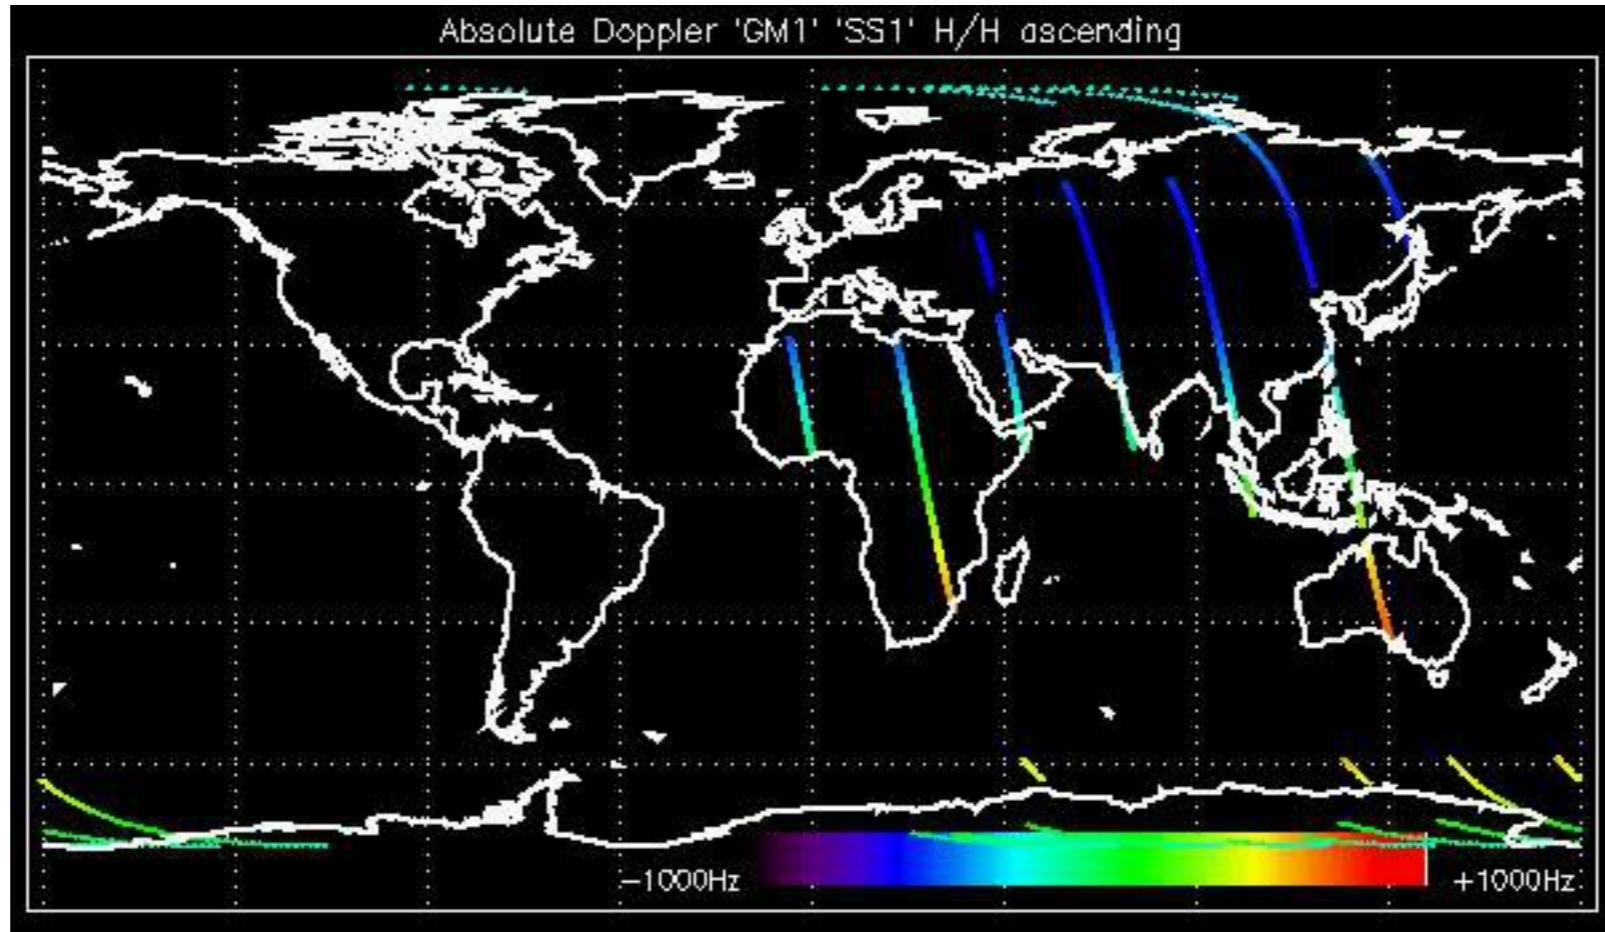 Absolute Doppler 'GM1' 'SS1' H/H ascending
−1000Hz
+1000Hz